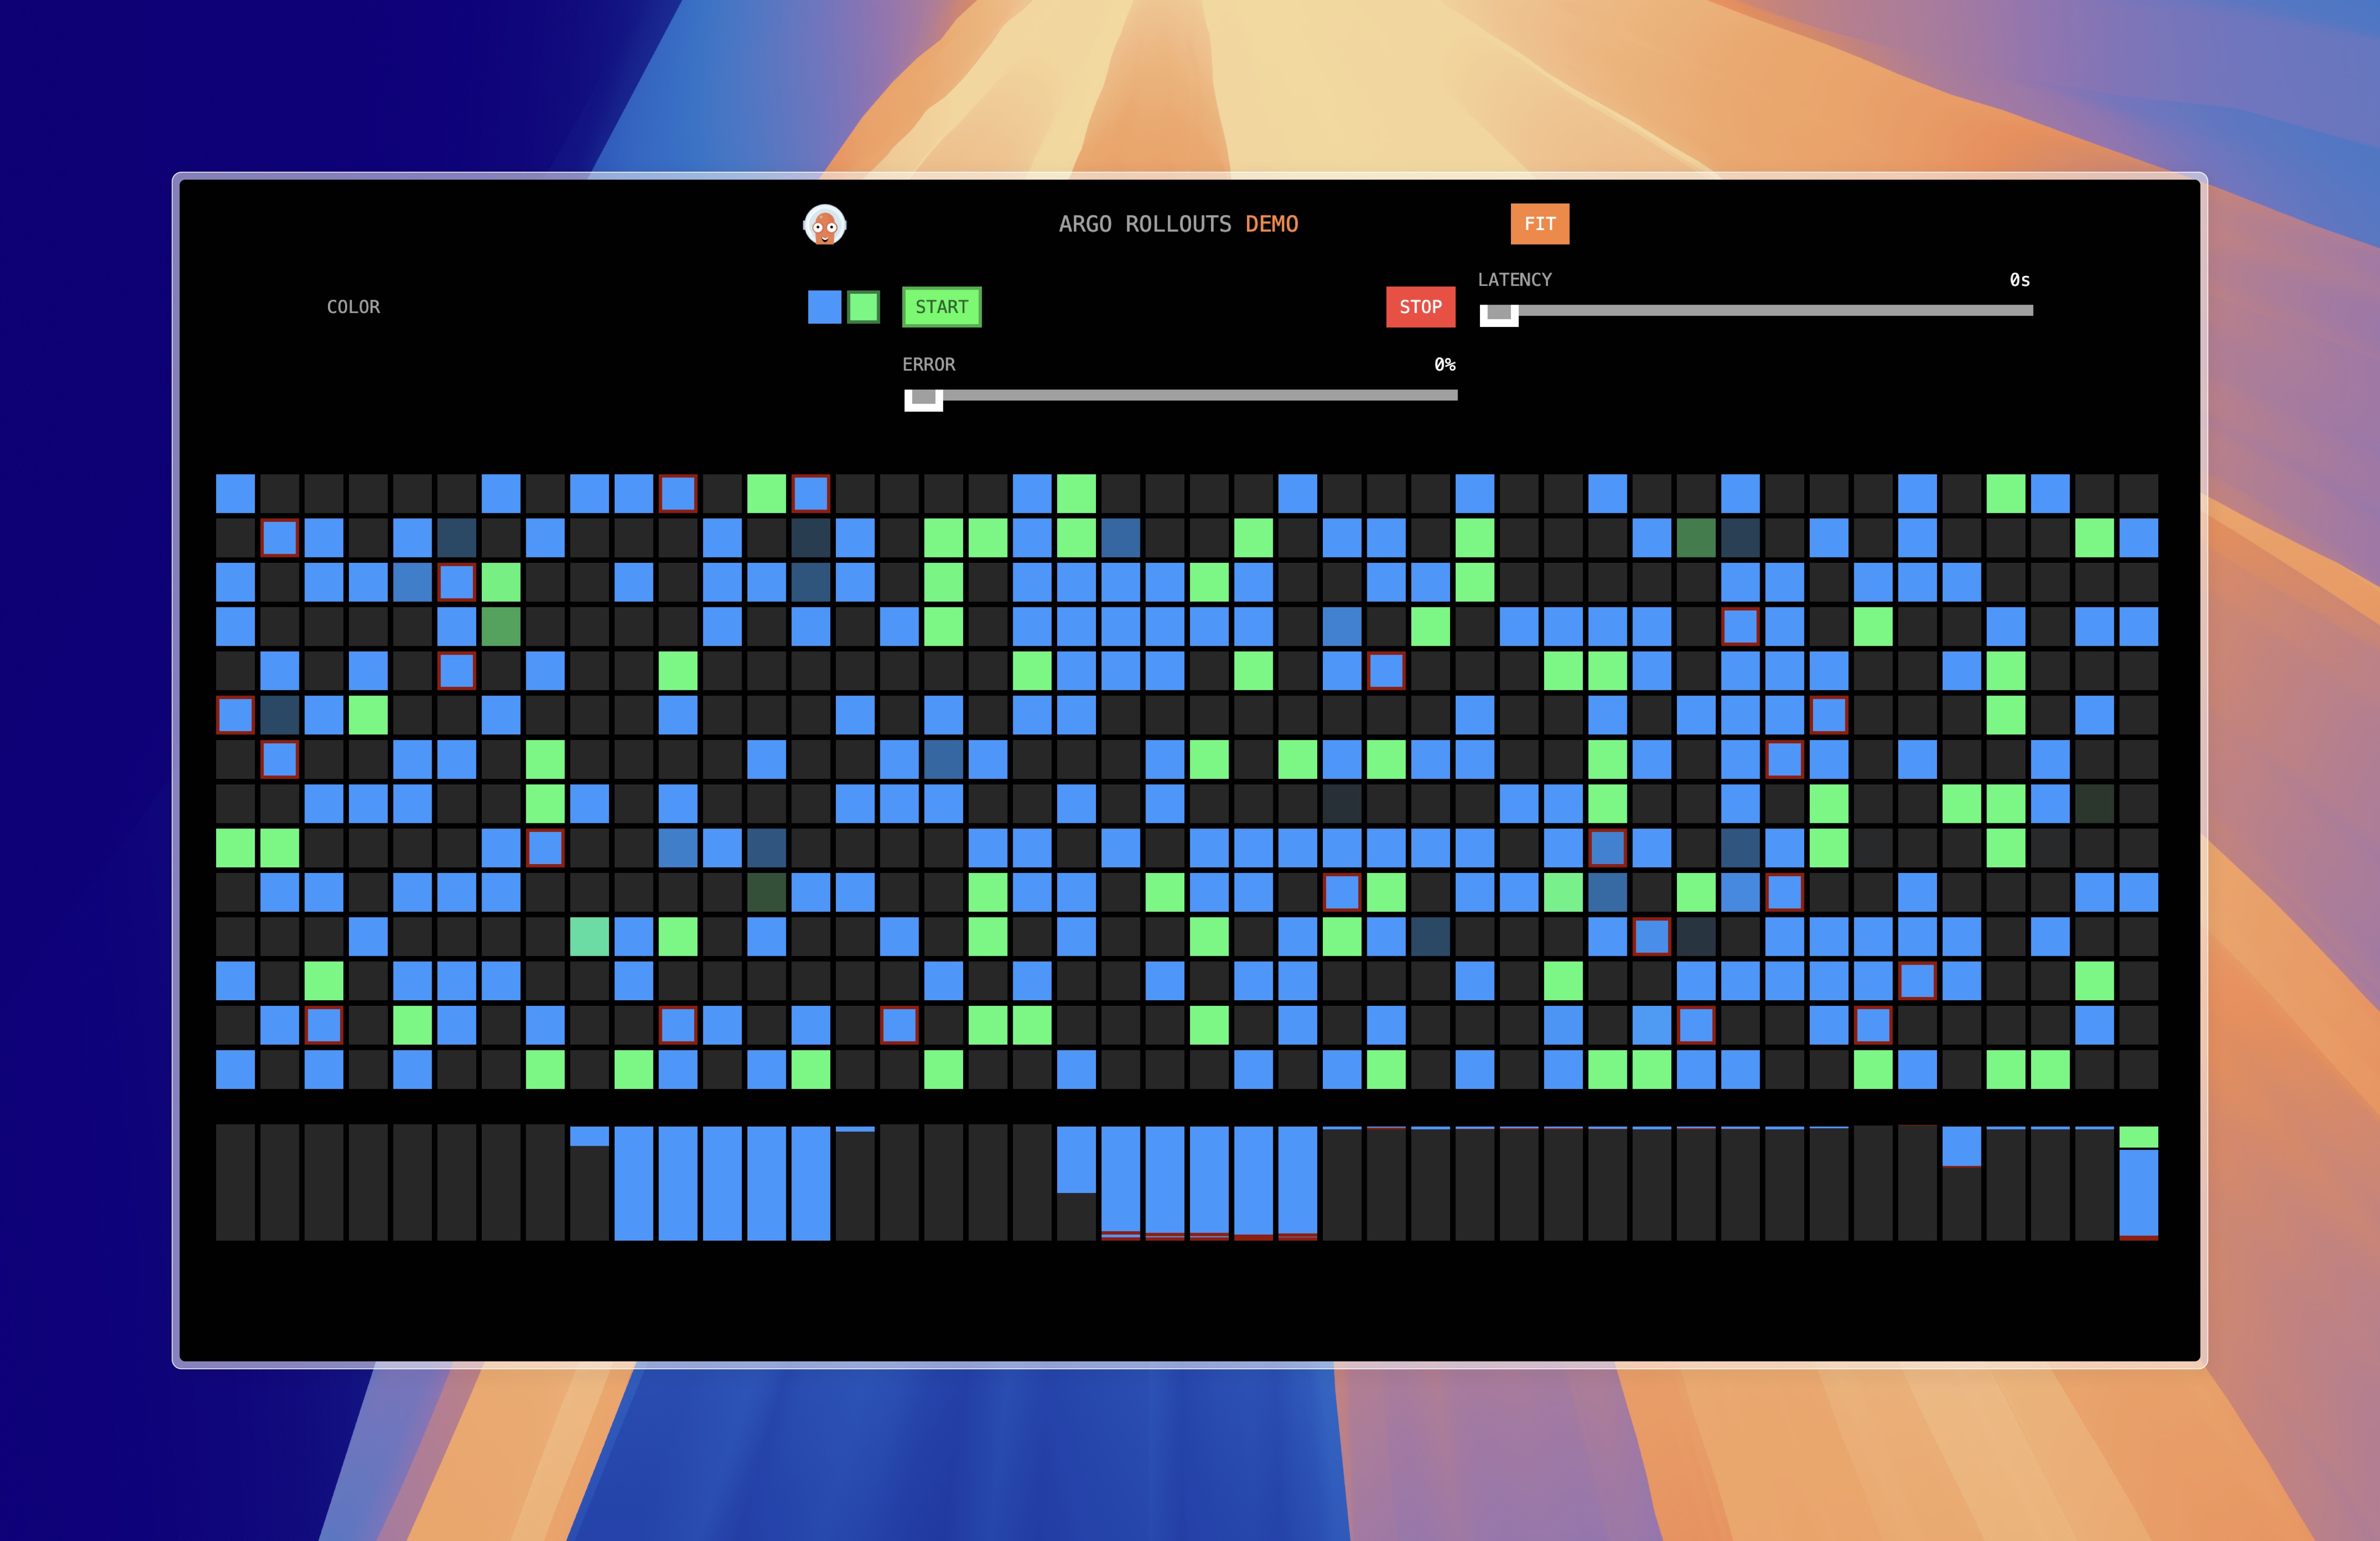 ARGO ROLLOUTS DEMO
FIT
COLOR
START
STOP
LATENCY 0s
ERROR 0%